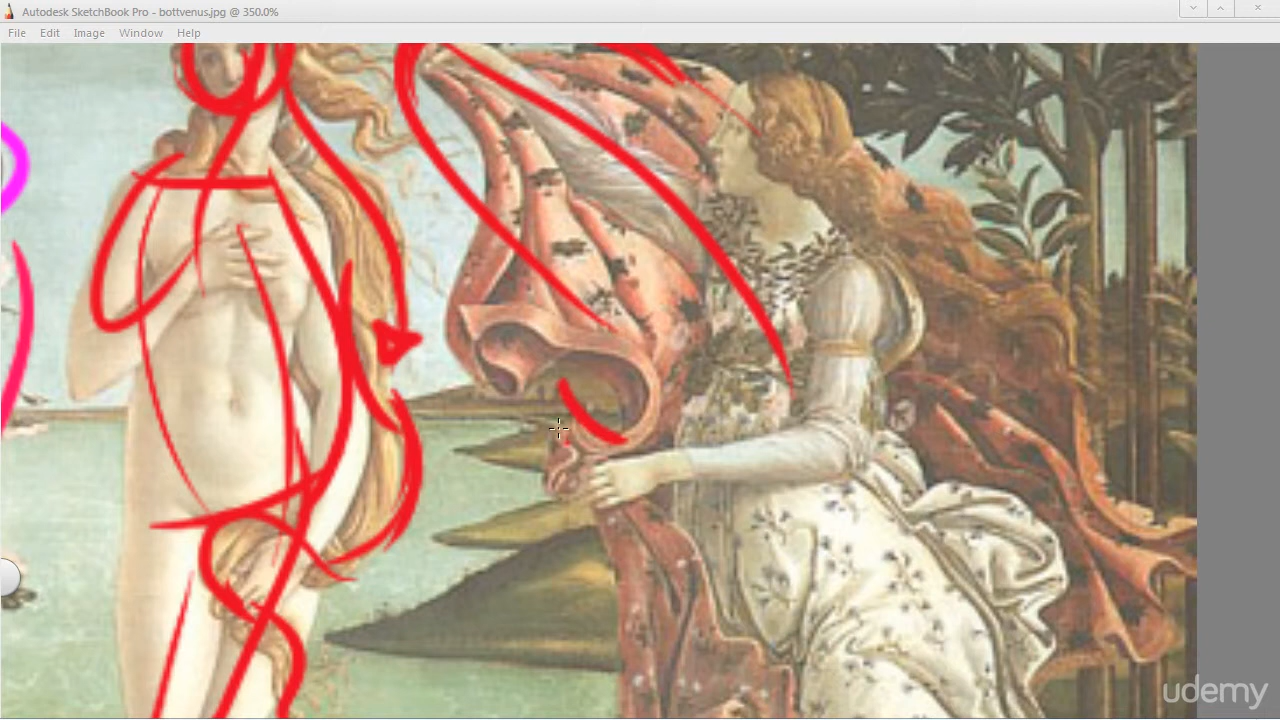 Autodesk SketchBook Pro - bottvenus.jpg @ 350.0%
File Edit Image Window Help
udemy